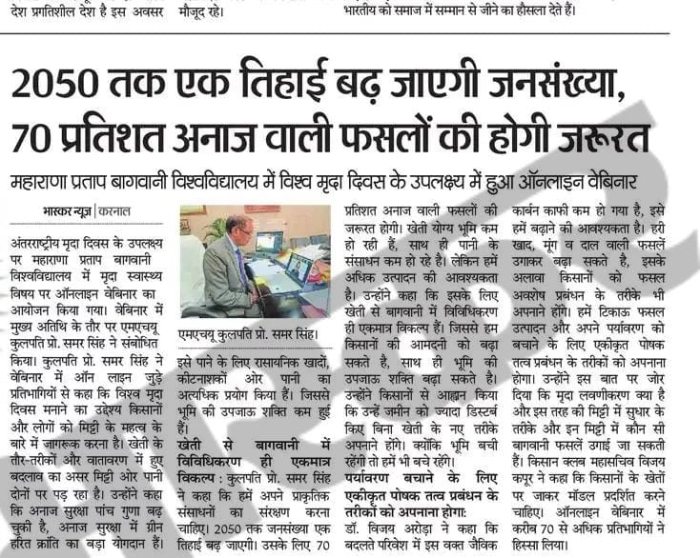 देश प्रगतिशील देश है इस अवसर
मौजूद रहे।
भारतीय को समाज में सम्मान से जीने का हौसला देते हैं।
2050 तक एक तिहाई बढ़ जाएगी जनसंख्या,
70 प्रतिशत अनाज वाली फसलों की होगी जरूरत
महाराणा प्रताप बागवानी विश्वविद्यालय में विश्व मृदा दिवस के उपलक्ष्य में हुआ ऑनलाइन वेबिनार
भास्कर न्यूज | करनाल
अंतरराष्ट्रीय मृदा दिवस के उपलक्ष्य
पर महाराणा प्रताप बागवानी
विश्वविद्यालय में मृदा स्वास्थ्य
विषय पर ऑनलाइन वेबिनार का
आयोजन किया गया। वेबिनार में
मुख्य अतिथि के तौर पर एमएचयू
कुलपति प्रो. समर सिंह ने संबोधित
किया। कुलपति प्रो. समर सिंह ने
वेबिनार में ऑन लाइन जुड़े
प्रतिभागियों से कहा कि विश्व मृदा
दिवस मनाने का उद्देश्य किसानों
और लोगों को मिट्टी के महत्व के
बारे में जागरूक करना है। खेती के
तौर-तरीकों और वातावरण में हुए
बदलाव का असर मिट्टी ओर पानी
दोनों पर पड़ रहा है। उन्होंने कहा
कि अनाज सुरक्षा पांच गुणा बढ़
चुकी है, अनाज सुरक्षा में ग्रीन
हरित क्रांति का बड़ा योगदान हैं।
एमएचयू कुलपति प्रो. समर सिंह।
इसे पाने के लिए रासायनिक खादों,
कीटनाशकों ओर पानी का
अत्यधिक प्रयोग किया हैं। जिससे
भूमि की उपजाऊ शक्ति कम हुई
हैं।
खेती से बागवानी में
विविधिकरण ही एकमात्र
विकल्प : कुलपति प्रो. समर सिंह
ने कहा कि हमें अपने प्राकृतिक
संसाधनों का संरक्षण करना
चाहिए। 2050 तक जनसंख्या एक
तिहाई बढ़ जाएगी। उसके लिए 70
प्रतिशत अनाज वाली फसलों की
जरूरत होगी। खेती योग्य भूमि कम
हो रही हैं, साथ ही पानी के
संसाधन कम हो रहे है। लेकिन हमें
अधिक उत्पादन की आवश्यकता
है। उन्होंने कहा कि इसके लिए
खेती से बागवानी में विविधिकरण
ही एकमात्र विकल्प हैं। जिससे हम
किसानों की आमदनी को बढ़ा
सकते है, साथ ही भूमि की
उपजाऊ शक्ति बढ़ा सकते है।
उन्होंने किसानों से आह्वान किया
कि उन्हें जमीन को ज्यादा डिस्टर्ब
किए बिना खेती के नए तरीके
अपनाने होंगे। क्योंकि भूमि बची
रहेंगी तो हमें भी बचे रहेंगे।
पर्यावरण बचाने के लिए
एकीकृत पोषक तत्व प्रबंधन के
तरीकों को अपनाना होगा:
डॉ. विजय अरोड़ा ने कहा कि
बदलते परिवेश में इस वक्त जैविक
कार्बन काफी कम हो गया है, इसे
हमें बढ़ाने की आवश्यकता है। हरी
खाद, मूंग व दाल वाली फसलें
उगाकर बढ़ा सकते है, इसके
अलावा किसानों को फसल
अवशेष प्रबंधन के तरीके भी
अपनाने होंगे। हमें टिकाऊ फसल
उत्पादन और अपने पर्यावरण को
बचाने के लिए एकीकृत पोषक
तत्व प्रबंधन के तरीकों को अपनाना
होगा। उन्होंने इस बात पर जोर
दिया कि मृदा लवणीकरण क्या है
और इस तरह की मिट्टी में सुधार के
तरीके और इन मिट्टी में कौन सी
बागवानी फसलें उगाई जा सकती
हैं। किसान क्लब महासचिव विजय
कपूर ने कहा कि किसानों के खेतों
पर जाकर मॉडल प्रदर्शित करने
चाहिए। ऑनलाइन वेबिनार में
करीब 70 से अधिक प्रतिभागियों ने
हिस्सा लिया।